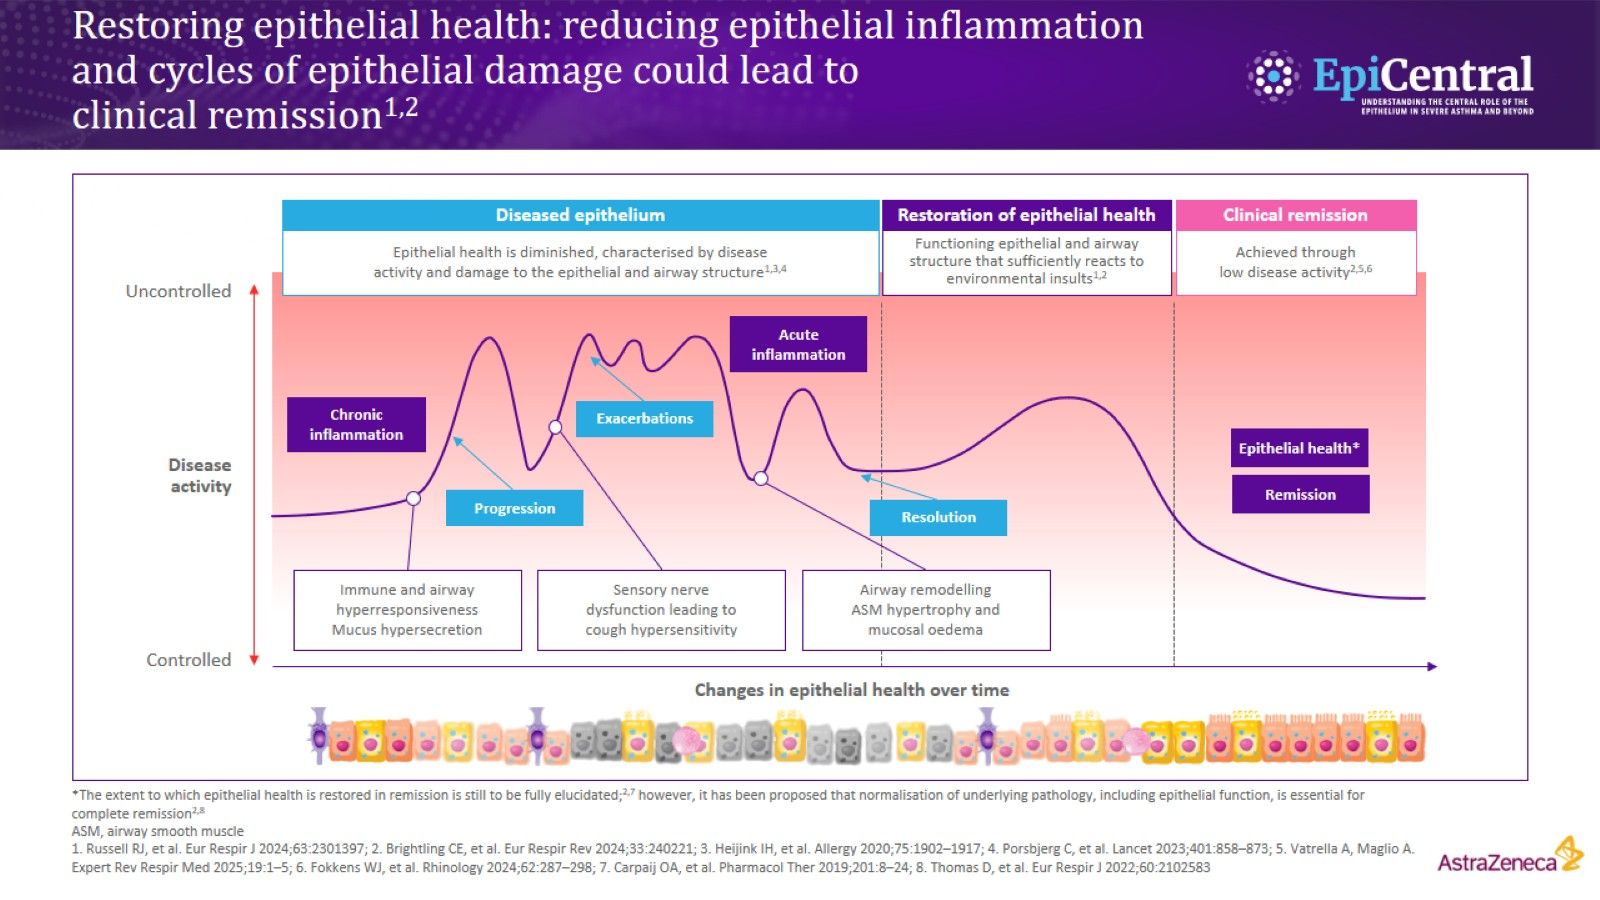 Restoring epithelial health: reducing epithelial inflammation
and cycles of epithelial damage could lead to
clinical remission1,2
EpiCentral
UNDERSTANDING THE CENTRAL ROLE OF THE
EPITHELIUM IN SEVERE ASTHMA AND BEYOND
Diseased epithelium
Epithelial health is diminished, characterised by disease
activity and damage to the epithelial and airway structure1,3,4
Restoration of epithelial health
Functioning epithelial and airway
structure that sufficiently reacts to
environmental insults1,2
Clinical remission
Achieved through
low disease activity2,5,6
Uncontrolled
Disease
activity
Controlled
Chronic
inflammation
Progression
Exacerbations
Acute
inflammation
Resolution
Epithelial health*
Remission
Immune and airway
hyperresponsiveness
Mucus hypersecretion
Sensory nerve
dysfunction leading to
cough hypersensitivity
Airway remodelling
ASM hypertrophy and
mucosal oedema
Changes in epithelial health over time
*The extent to which epithelial health is restored in remission is still to be fully elucidated;2,7 however, it has been proposed that normalisation of underlying pathology, including epithelial function, is essential for
complete remission2,8
ASM, airway smooth muscle
1. Russell RJ, et al. Eur Respir J 2024;63:2301397; 2. Brightling CE, et al. Eur Respir Rev 2024;33:240221; 3. Heijink IH, et al. Allergy 2020;75:1902–1917; 4. Porsbjerg C, et al. Lancet 2023;401:858–873; 5. Vatrella A, Maglio A.
Expert Rev Respir Med 2025;19:1–5; 6. Fokkens WJ, et al. Rhinology 2024;62:287–298; 7. Carpaij OA, et al. Pharmacol Ther 2019;201:8–24; 8. Thomas D, et al. Eur Respir J 2022;60:2102583
AstraZeneca